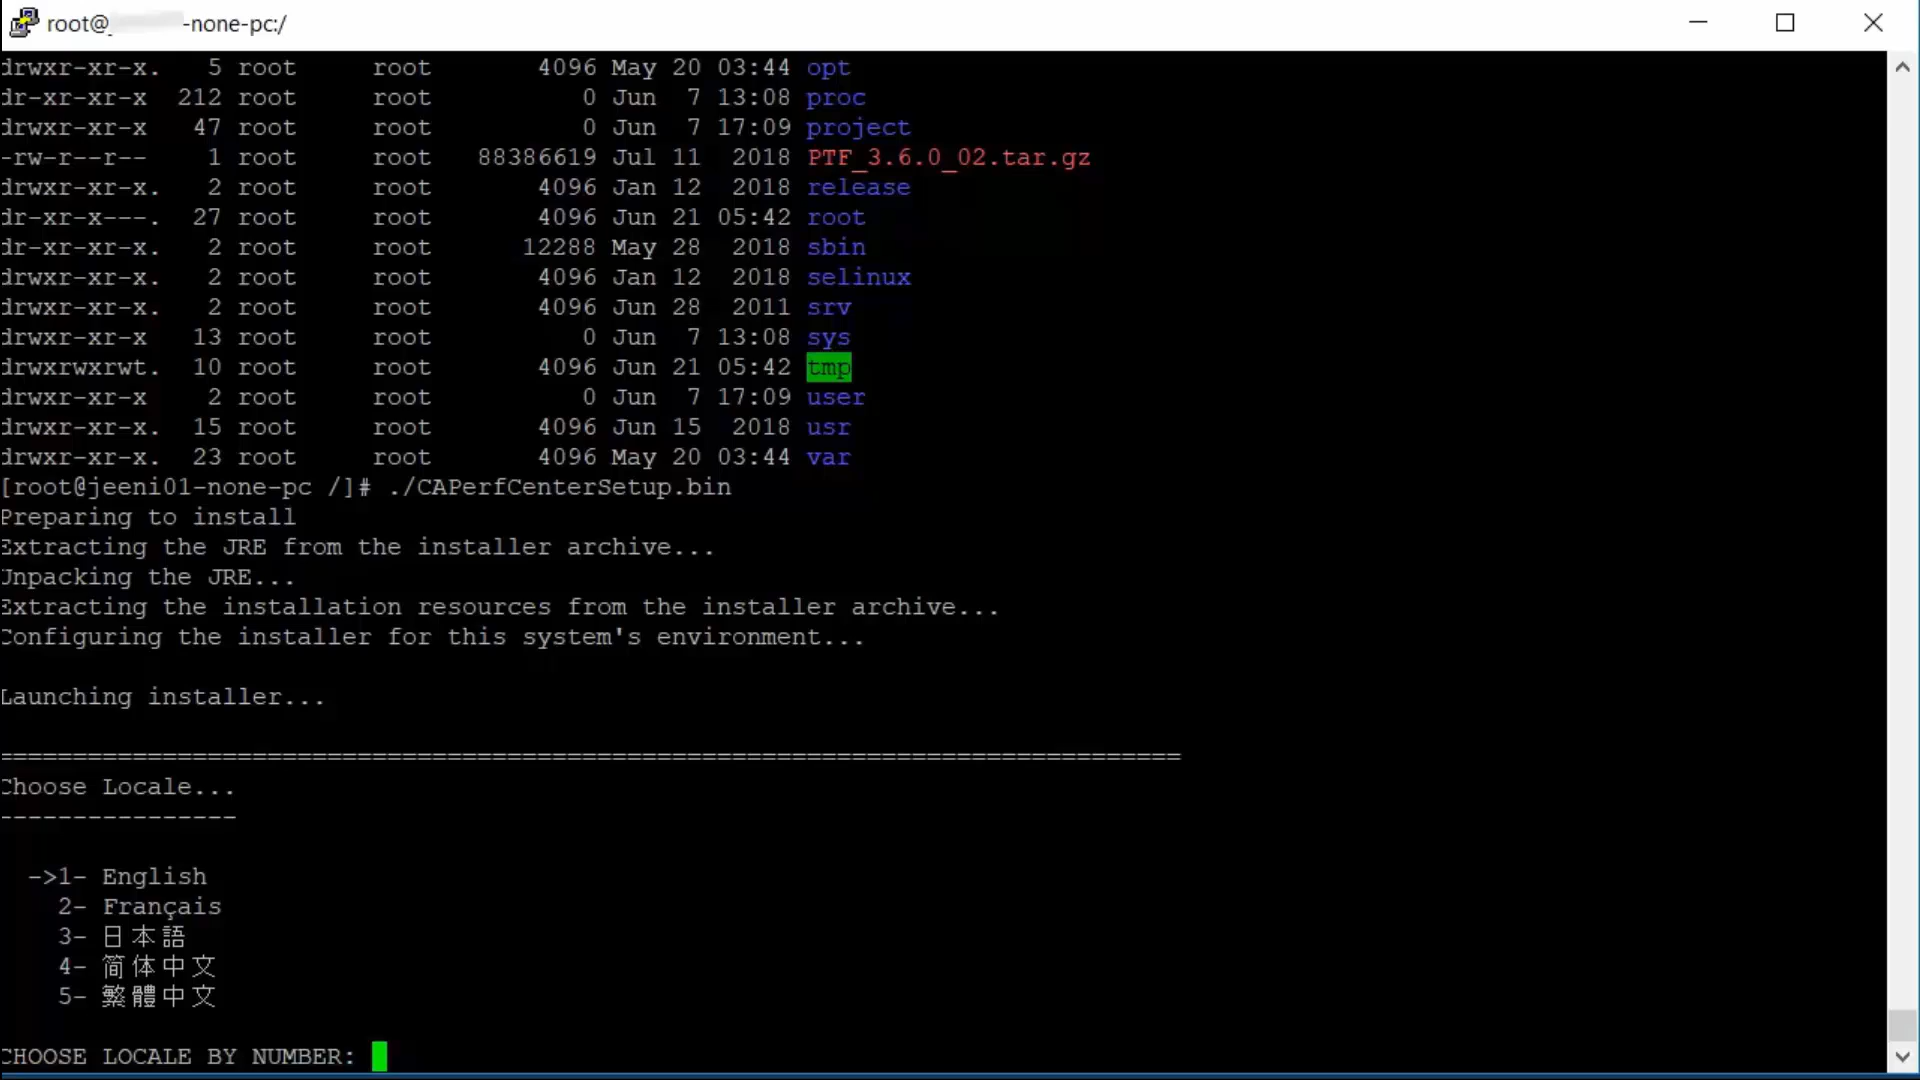 root@ -none-pc:/
drwxr-xr-x. 5 root root 4096 May 20 03:44 opt
dr-xr-xr-x 212 root root 0 Jun 7 13:08 proc
drwxr-xr-x 47 root root 0 Jun 7 17:09 project
-rw-r--r-- 1 root root 88386619 Jul 11 2018 PTF_3.6.0_02.tar.gz
drwxr-xr-x. 2 root root 4096 Jan 12 2018 release
dr-xr-x---. 27 root root 4096 Jun 21 05:42 root
dr-xr-xr-x. 2 root root 12288 May 28 2018 sbin
drwxr-xr-x. 2 root root 4096 Jan 12 2018 selinux
drwxr-xr-x. 2 root root 4096 Jun 28 2011 srv
drwxr-xr-x 13 root root 0 Jun 7 13:08 sys
drwxrwxrwt. 10 root root 4096 Jun 21 05:42 tmp
drwxr-xr-x 2 root root 0 Jun 7 17:09 user
drwxr-xr-x. 15 root root 4096 Jun 15 2018 usr
drwxr-xr-x. 23 root root 4096 May 20 03:44 var
[root@jeeni01-none-pc /]# ./CAPerfCenterSetup.bin
Preparing to install
Extracting the JRE from the installer archive...
Unpacking the JRE...
Extracting the installation resources from the installer archive...
Configuring the installer for this system's environment...
Launching installer...
===============================================================================
Choose Locale...
----------------
->1- English
2- Français
3- 日本語
4- 简体中文
5- 繁體中文
CHOOSE LOCALE BY NUMBER: